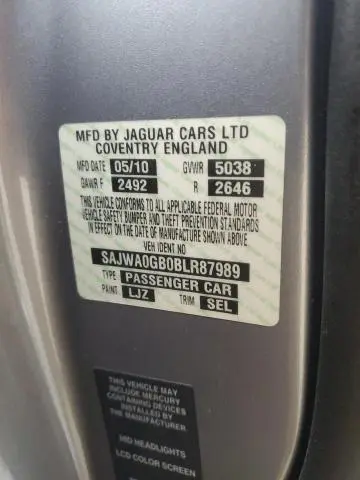 MFD BY JAGUAR CARS LTD
COVENTRY ENGLAND
MFD DATE 05/10 GVWR 5038
GAWR F 2492 R 2646
THIS VEHICLE CONFORMS TO ALL APPLICABLE FEDERAL MOTOR
VEHICLE SAFETY, BUMPER, AND THEFT PREVENTION STANDARDS
IN EFFECT ON THE DATE OF MANUFACTURE SHOWN ABOVE
VEH IDENT NO
SAJWA0GB0BLR87989
TYPE PASSENGER CAR
PAINT LJZ TRIM SEL
THIS VEHICLE MAY
INCLUDE MERCURY
CONTAINING DEVICES
INSTALLED BY
THE MANUFACTURER
HID HEADLIGHTS
LCD COLOR SCREEN